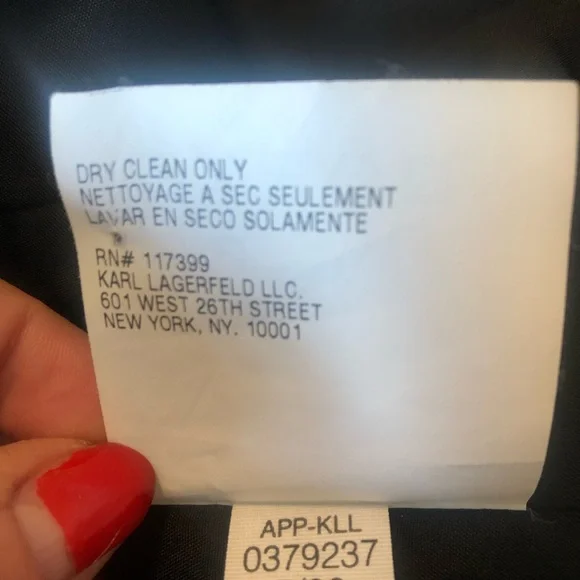 DRY CLEAN ONLY
NETTOYAGE A SEC SEULEMENT
LAVAR EN SECO SOLAMENTE
RN# 117399
KARL LAGERFELD LLC.
601 WEST 26TH STREET
NEW YORK, NY. 10001
APP-KLL
0379237